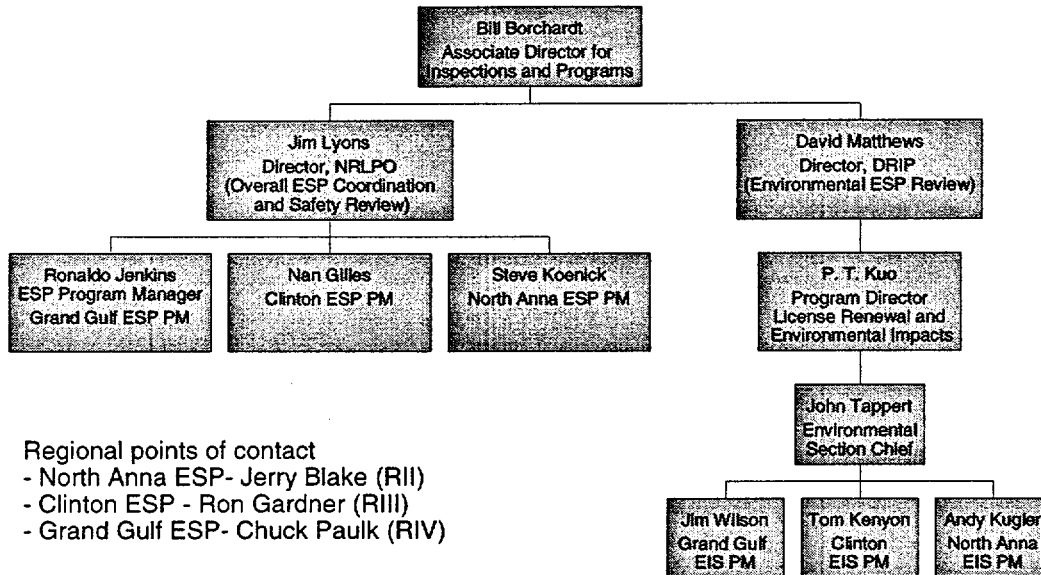 Bill Borchardt
Associate Director for
Inspections and Programs
Jim Lyons
Director, NRLPO
(Overall ESP Coordination
and Safety Review)
David Matthews
Director, DRIP
(Environmental ESP Review)
Ronaldo Jenkins
ESP Program Manager
Grand Gulf ESP PM
Nan Gilles
Clinton ESP PM
Steve Koenick
North Anna ESP PM
P. T. Kuo
Program Director
License Renewal and
Environmental Impacts
John Tappert
Environmental
Section Chief
Regional points of contact
- North Anna ESP- Jerry Blake (RII)
- Clinton ESP - Ron Gardner (RIII)
- Grand Gulf ESP- Chuck Paulk (RIV)
Jim Wilson
Grand Gulf
EIS PM
Tom Kenyon
Clinton
EIS PM
Andy Kugler
North Anna
EIS PM